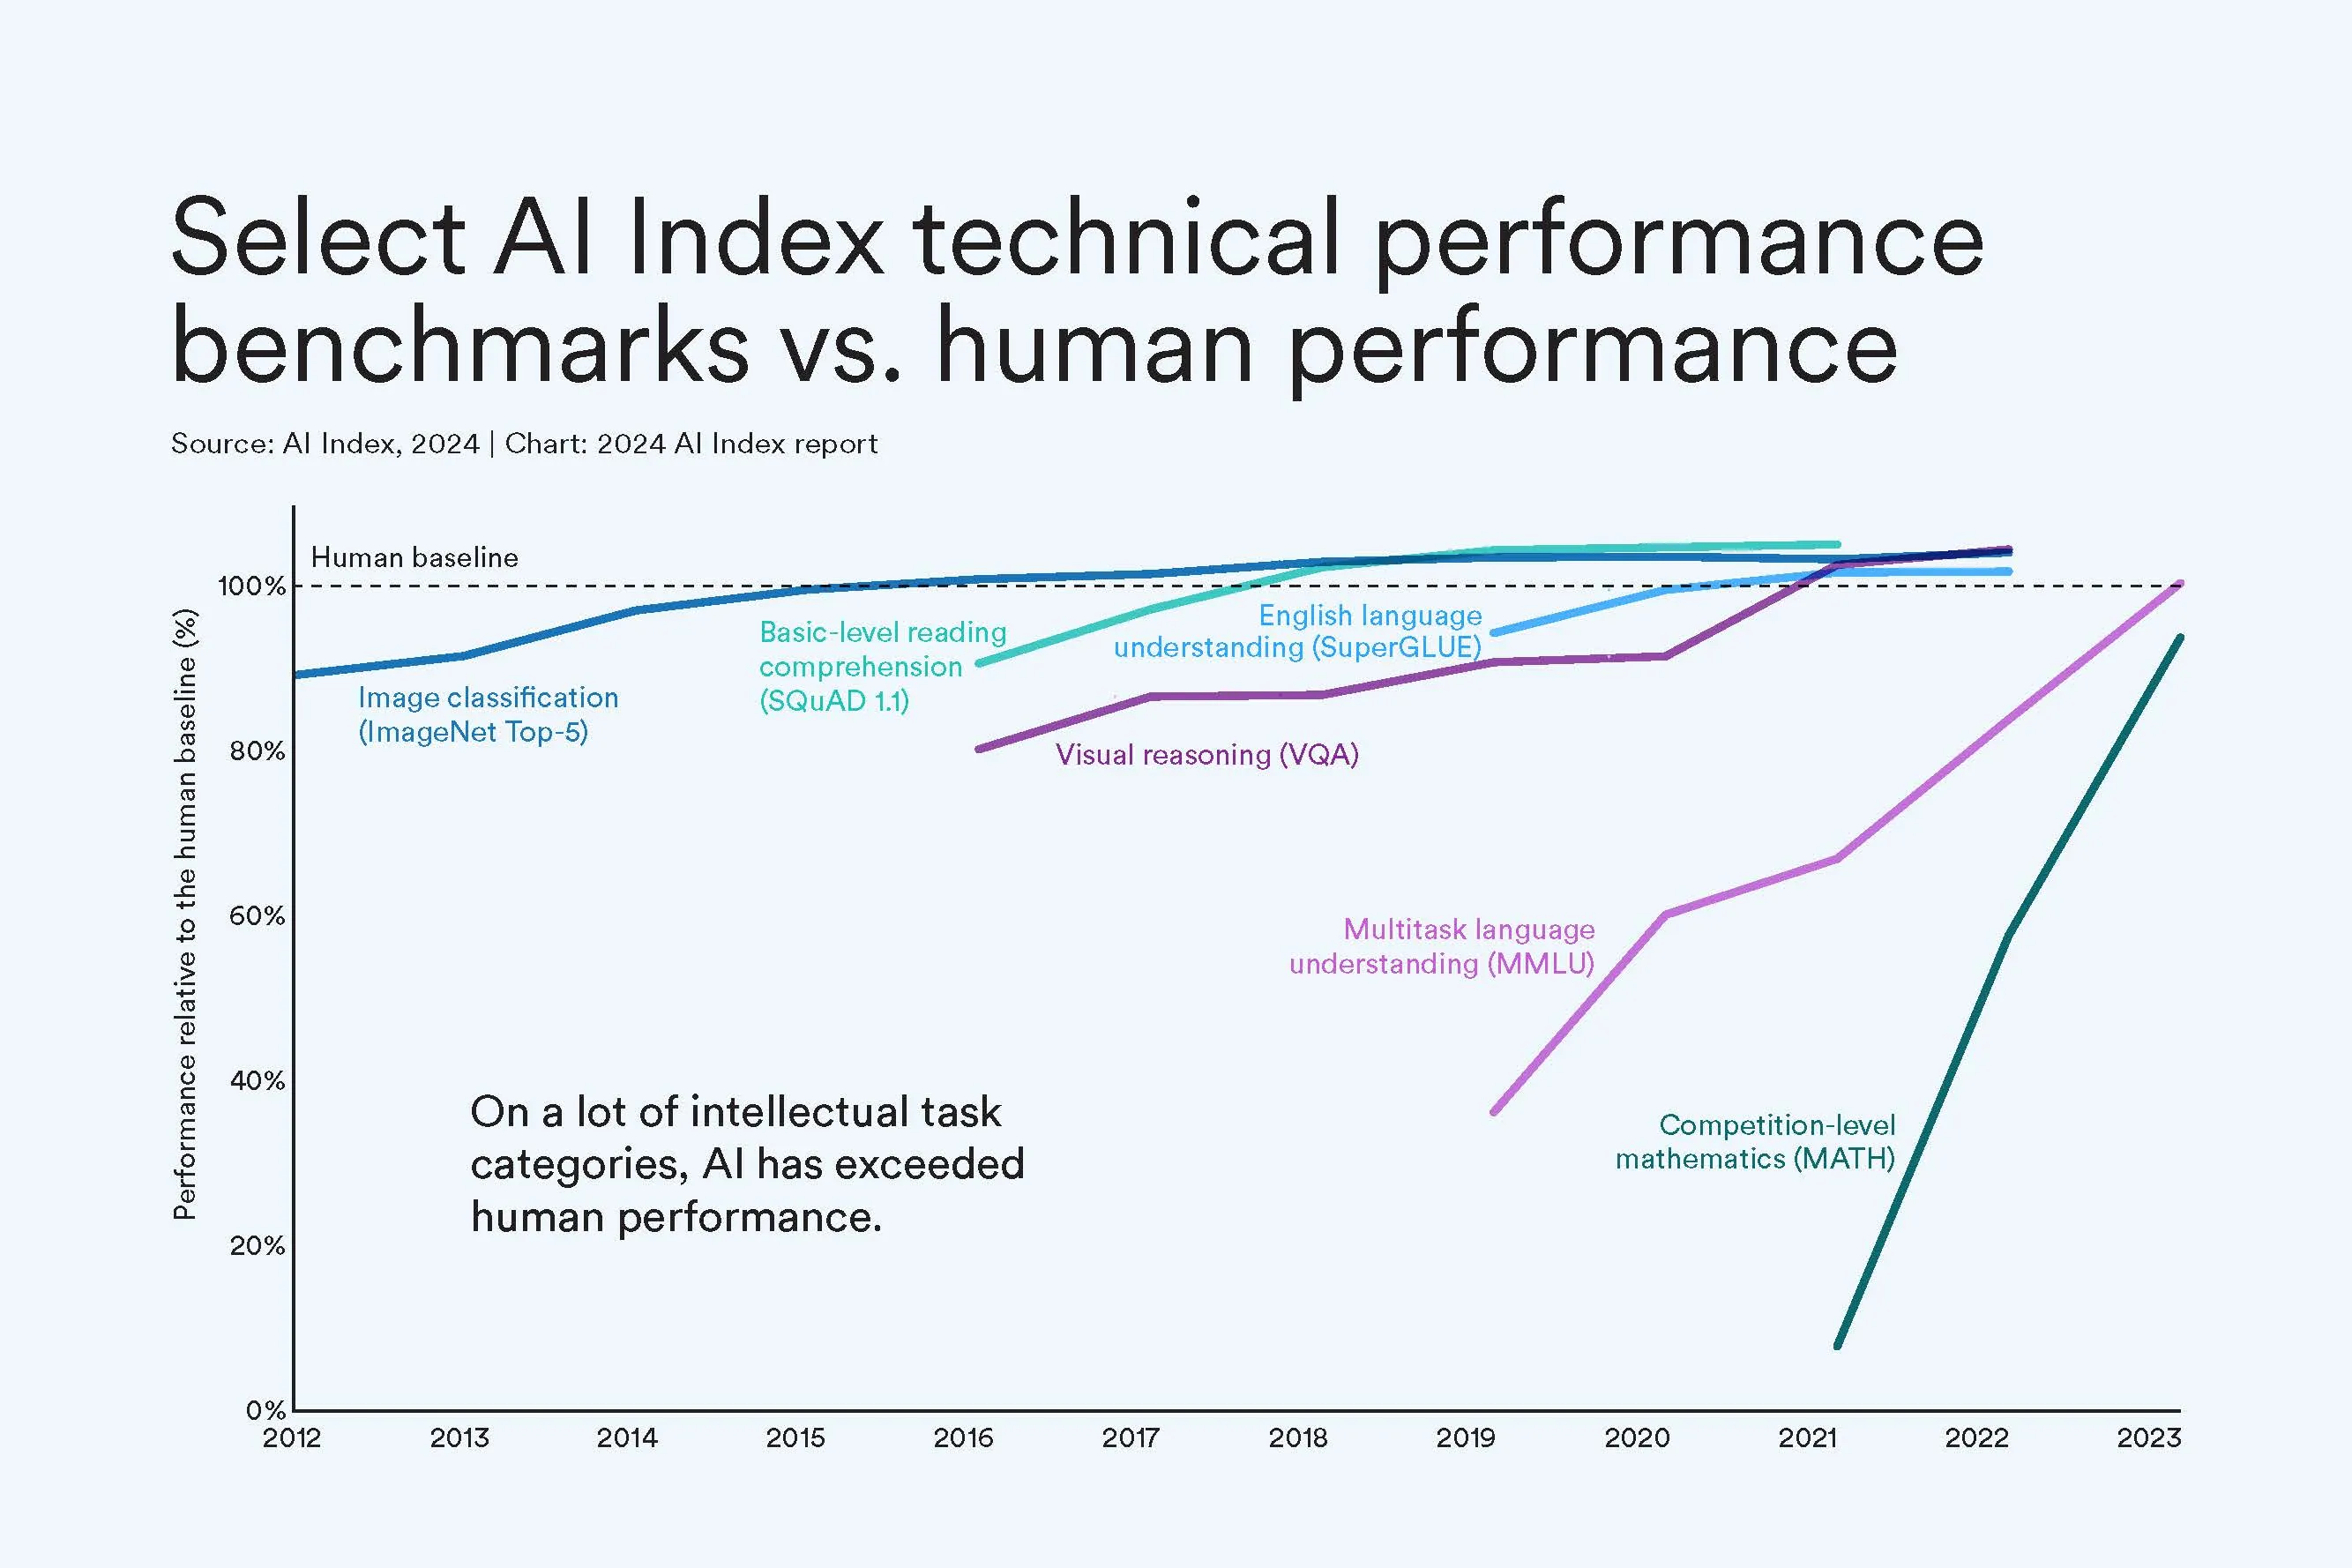 Select AI Index technical performance
benchmarks vs. human performance
Source: AI Index, 2024 | Chart: 2024 AI Index report
Performance relative to the human baseline (%)
Human baseline
100%
80%
60%
40%
20%
0%
Image classification
(ImageNet Top-5)
Basic-level reading
comprehension
(SQuAD 1.1)
English language
understanding (SuperGLUE)
Visual reasoning (VQA)
Multitask language
understanding (MMLU)
Competition-level
mathematics (MATH)
On a lot of intellectual task
categories, AI has exceeded
human performance.
2012 2013 2014 2015 2016 2017 2018 2019 2020 2021 2022 2023